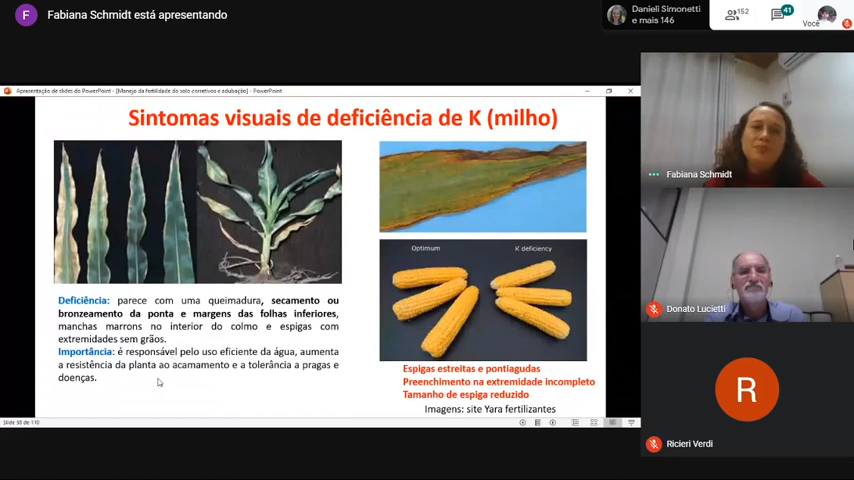 F
Fabiana Schmidt está apresentando
Danieli Simonetti
e mais 146
152
41
Você
Apresentação de slides do PowerPoint - [Manejo da fertilidade do solo corretivos e adubação] - PowerPoint
Sintomas visuais de deficiência de K (milho)
Optimum
K deficiency
Deficiência: parece com uma queimadura, secamento ou
bronzeamento da ponta e margens das folhas inferiores,
manchas marrons no interior do colmo e espigas com
extremidades sem grãos.
Importância: é responsável pelo uso eficiente da água, aumenta
a resistência da planta ao acamamento e a tolerância a pragas e
doenças.
Espigas estreitas e pontiagudas
Preenchimento na extremidade incompleto
Tamanho de espiga reduzido
Imagens: site Yara fertilizantes
Slide 58 de 110
Fabiana Schmidt
Donato Lucietti
R
Ricieri Verdi